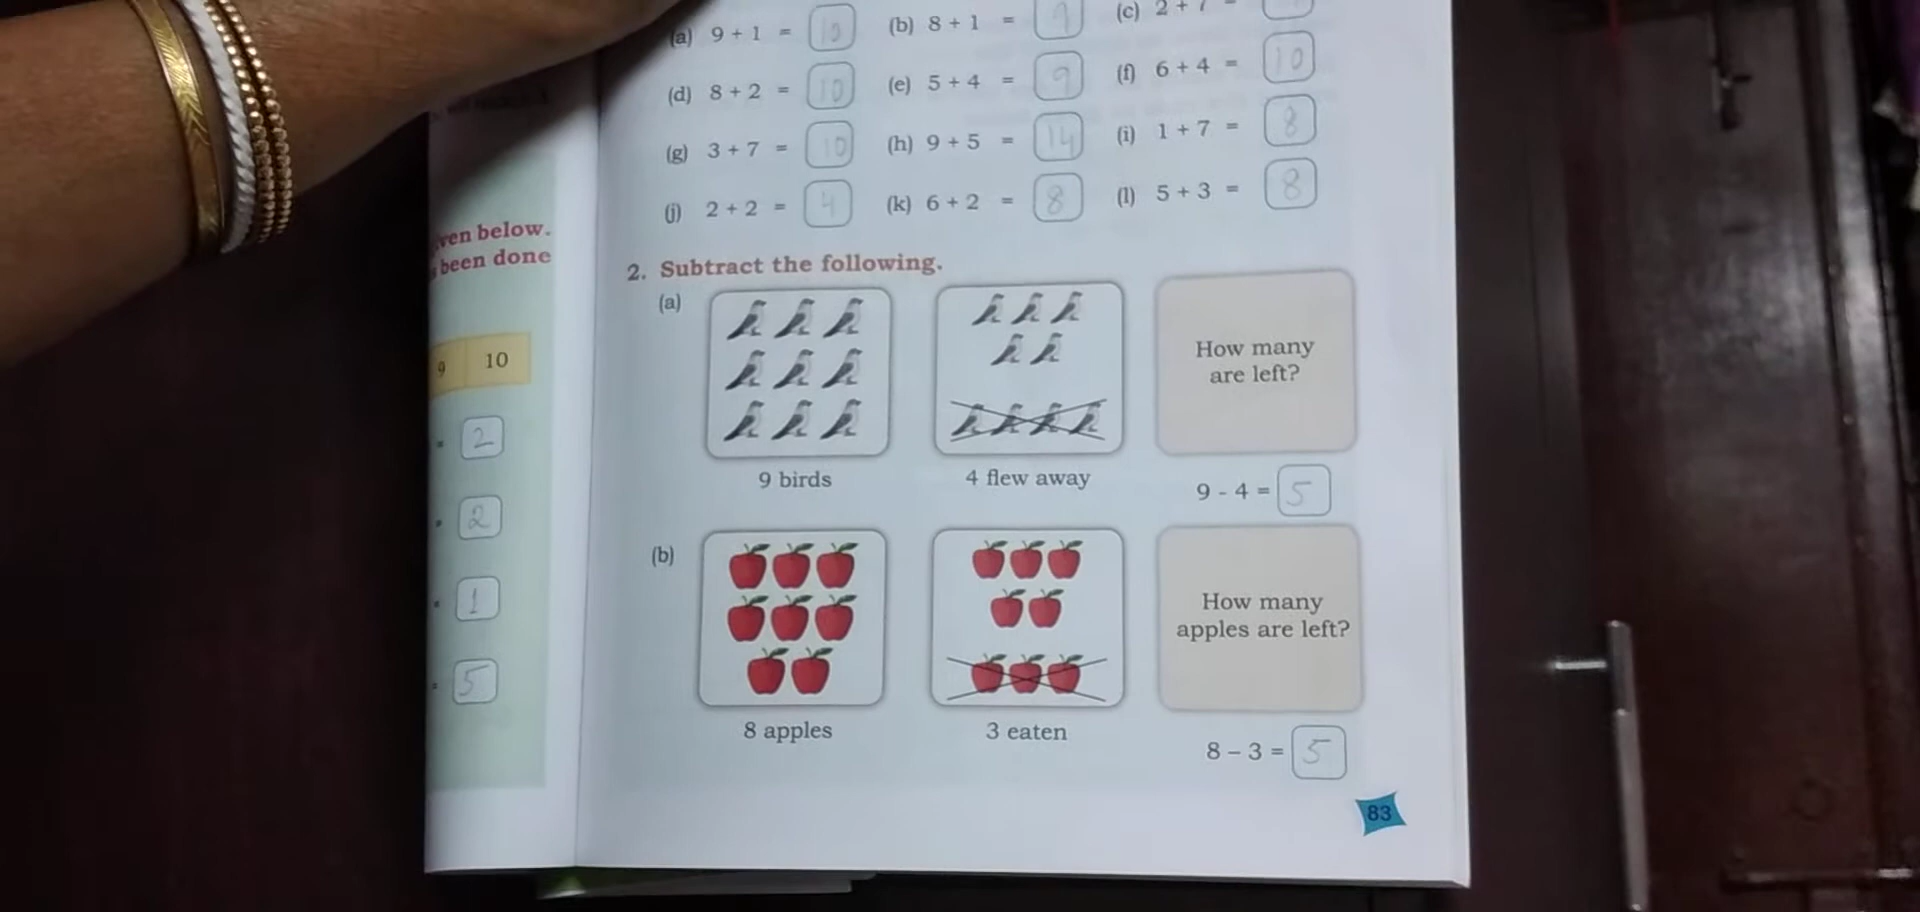 (a) 9 + 1 = 10 (b) 8 + 1 = 9 (c) 2 + 7 =
(d) 8 + 2 = 10 (e) 5 + 4 = 9 (f) 6 + 4 = 10
(g) 3 + 7 = 10 (h) 9 + 5 = 14 (i) 1 + 7 = 8
(j) 2 + 2 = 4 (k) 6 + 2 = 8 (l) 5 + 3 = 8
below.
been done
9 10
= 2
= 2
= 1
= 5
2. Subtract the following.
(a)
How many
are left?
9 birds 4 flew away 9 - 4 = 5
(b)
How many
apples are left?
8 apples 3 eaten 8 – 3 = 5
83